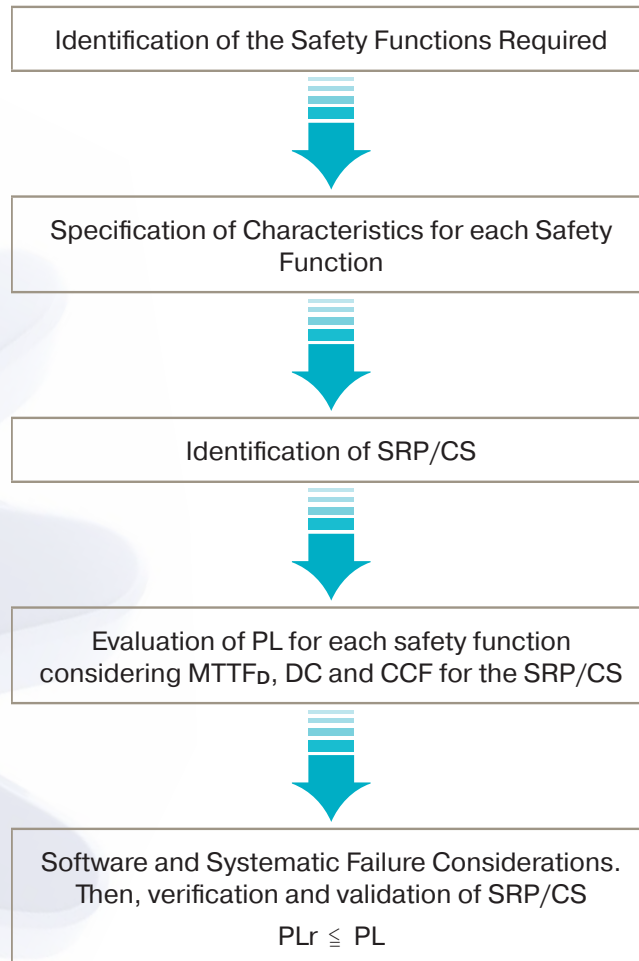 Identification of the Safety Functions Required
Specification of Characteristics for each Safety
Function
Identification of SRP/CS
Evaluation of PL for each safety function
considering MTTFD, DC and CCF for the SRP/CS
Software and Systematic Failure Considerations.
Then, verification and validation of SRP/CS
PLr ≦ PL